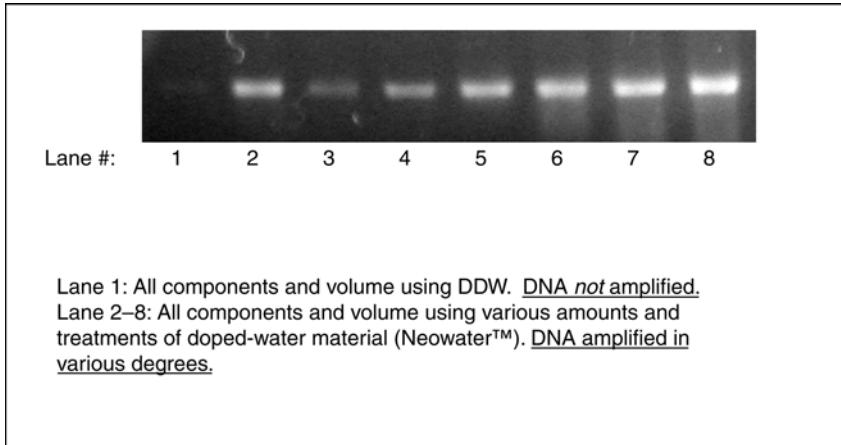 Lane #: 1 2 3 4 5 6 7 8
Lane 1: All components and volume using DDW. DNA not amplified.
Lane 2–8: All components and volume using various amounts and
treatments of doped-water material (Neowater™). DNA amplified in
various degrees.